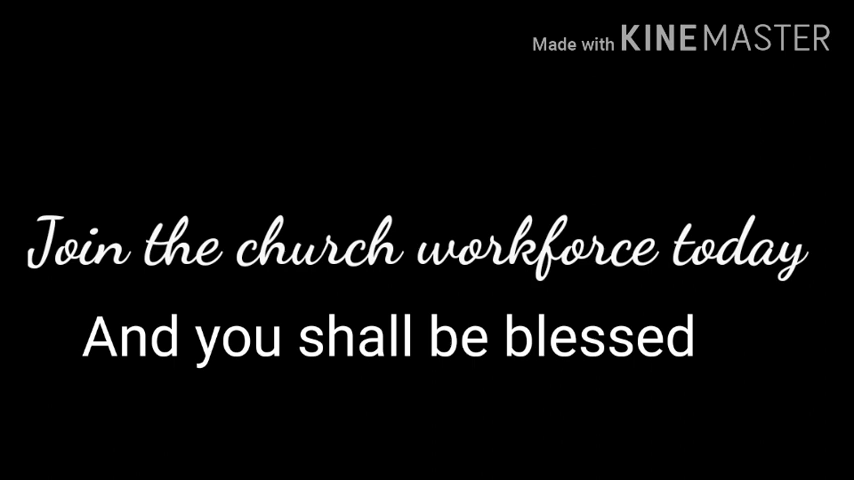 Made with KINEMASTER
Join the church workforce today
And you shall be blessed